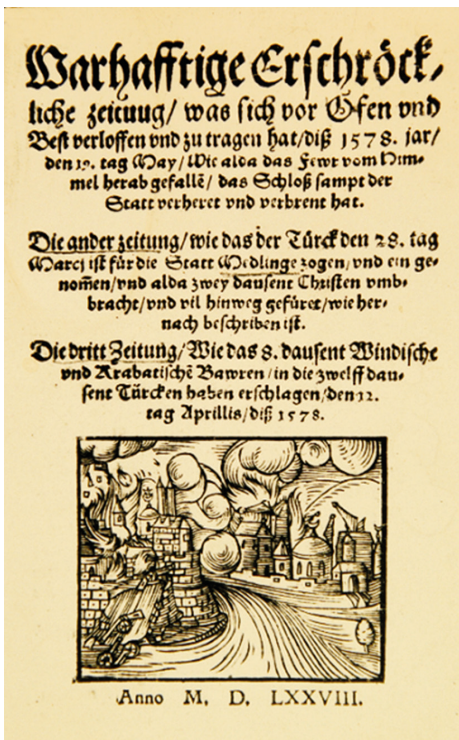 Warhafftige Erschröck-
liche zeituug/ was sich vor Ofen vnd
Best verloffen vnd zu tragen hat/diß 1578. jar/
den 19. tag May/ Wie alda das Fewr vom Him-
mel herab gefallē/ das Schloß sampt der
Statt verheret vnd verbrent hat.
Die ander zeitung/wie das der Türck den 28. tag
Marcj ist für die Statt Medlinge zogen/vnd ein ge-
nom̄en/vnd alda zwey dausent Christen vmb-
bracht/vnd vil hinweg gefüret/wie her-
nach beschriben ist.
Die dritt Zeitung/Wie das 8. dausent Windische
vnd Krabatischē Bawren/in die zwelff dau-
sent Türcken haben erschlagen/den 12.
tag Aprillis/diß 1578.
Anno M. D. LXXVIII.